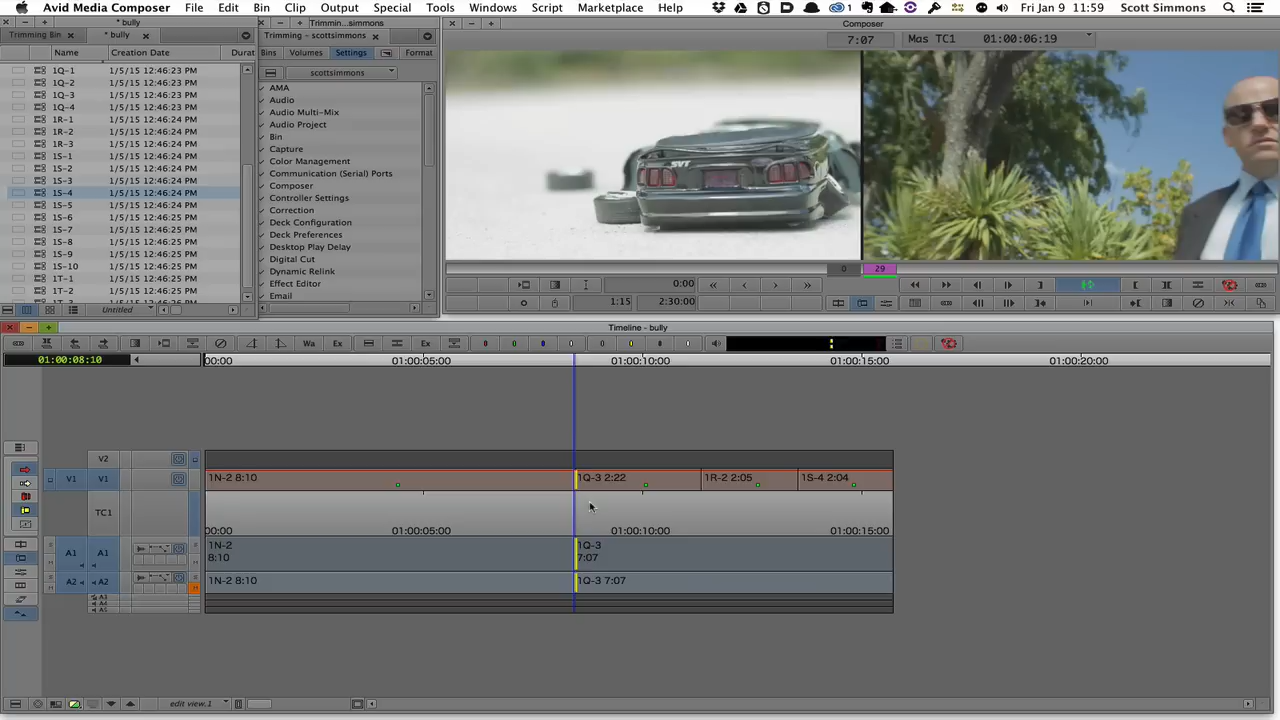 Avid Media Composer File Edit Bin Clip Output Special Tools Windows Script Marketplace Help 1 Fri Jan 9 11:59 Scott Simmons
* bully
Trimming Bin * bully
Name Creation Date Durat
1Q-1 1/5/15 12:46:23 PM
1Q-2 1/5/15 12:46:23 PM
1Q-3 1/5/15 12:46:23 PM
1Q-4 1/5/15 12:46:23 PM
1R-1 1/5/15 12:46:24 PM
1R-2 1/5/15 12:46:24 PM
1R-3 1/5/15 12:46:24 PM
1S-1 1/5/15 12:46:24 PM
1S-2 1/5/15 12:46:24 PM
1S-3 1/5/15 12:46:24 PM
1S-4 1/5/15 12:46:24 PM
1S-5 1/5/15 12:46:24 PM
1S-6 1/5/15 12:46:25 PM
1S-7 1/5/15 12:46:25 PM
1S-8 1/5/15 12:46:25 PM
1S-9 1/5/15 12:46:25 PM
1S-10 1/5/15 12:46:25 PM
1T-1 1/5/15 12:46:25 PM
1T-2 1/5/15 12:46:25 PM
Untitled
Trimming...simmons
Trimming - scottsimmons
Bins Volumes Settings Format
scottsimmons
AMA
Audio
Audio Multi-Mix
Audio Project
Bin
Capture
Color Management
Communication (Serial) Ports
Composer
Controller Settings
Correction
Deck Configuration
Deck Preferences
Desktop Play Delay
Digital Cut
Dynamic Relink
Effect Editor
Email
Composer
7:07 Mas TC1 01:00:06:19
SVT
0 29
0:00
1:15 2:30:00
Timeline - bully
Wa Ex Ex
01:00:08:10 00:00 01:00:05:00 01:00:10:00 01:00:15:00 01:00:20:00
V2
V1 V1 1N-2 8:10 1Q-3 2:22 1R-2 2:05 1S-4 2:04
TC1
00:00 01:00:05:00 01:00:10:00 01:00:15:00
A1 A1 1N-2 8:10 1Q-3 7:07
A2 A2 1N-2 8:10 1Q-3 7:07
A3
A4
A5
edit view.1